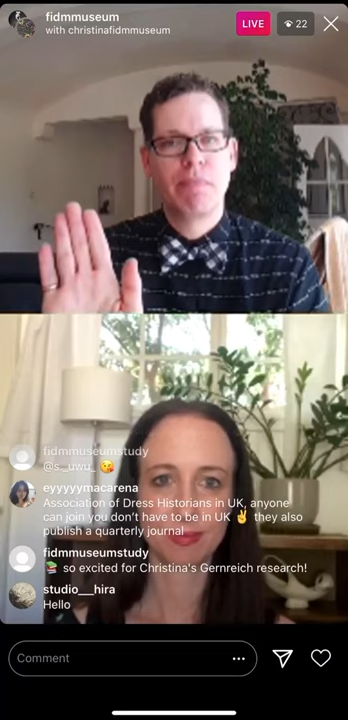 fidmmuseum
with christinafidmmuseum
LIVE
22
fidmmuseumstudy
@s._uwu_ 😘
eyyyyymacarena
Association of Dress Historians in UK, anyone
can join you don't have to be in UK ✌️ they also
publish a quarterly journal
fidmmuseumstudy
📚 so excited for Christina's Gernreich research!
studio___hira
Hello
Comment